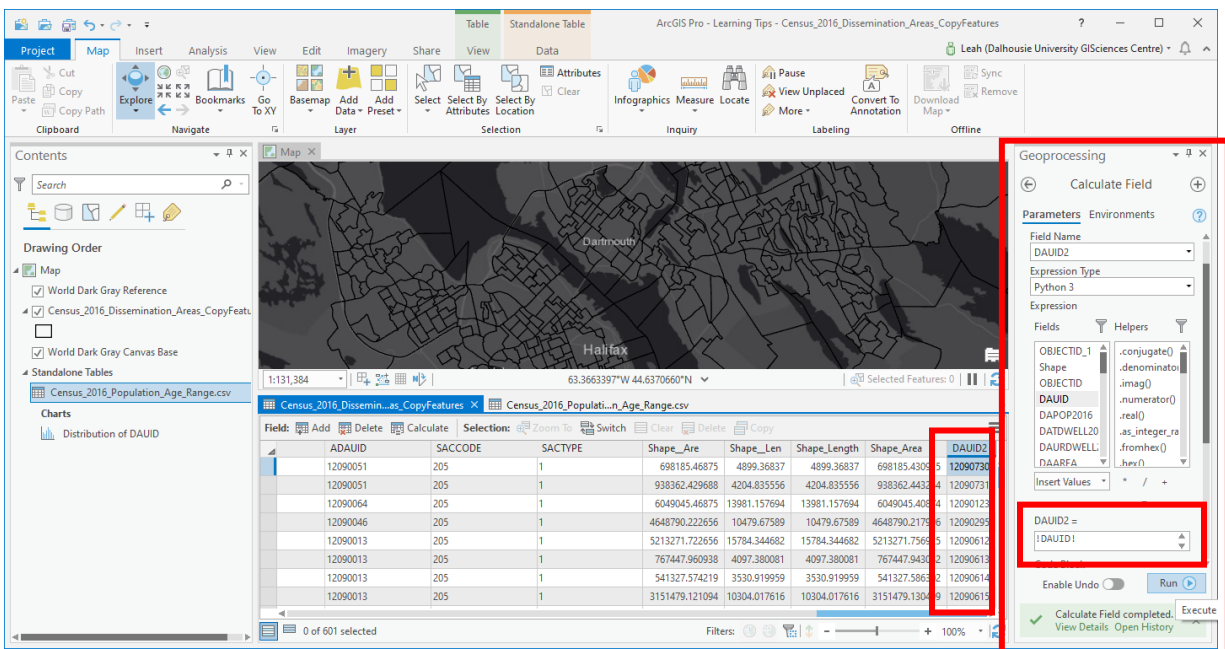 Table Standalone Table ArcGIS Pro - Learning Tips - Census_2016_Dissemination_Areas_CopyFeatures ?
Project Map Insert Analysis View Edit Imagery Share View Data Leah (Dalhousie University GISciences Centre)
Paste Cut Copy Copy Path
Explore Bookmarks Go To XY
Basemap Add Data Add Preset
Select Select By Attributes Select By Location Attributes Clear
Infographics Measure Locate
Pause View Unplaced More Convert To Annotation
Download Map Sync Remove
Clipboard Navigate Layer Selection Inquiry Labeling Offline
Contents
Search
Drawing Order
Map
World Dark Gray Reference
Census_2016_Dissemination_Areas_CopyFeatu
World Dark Gray Canvas Base
Standalone Tables
Census_2016_Population_Age_Range.csv
Charts
Distribution of DAUID
Map
Dartmouth
Halifax
1:131,384 63.3663397°W 44.6370660°N Selected Features: 0
Census_2016_Dissemin...as_CopyFeatures Census_2016_Populati...n_Age_Range.csv
Field: Add Delete Calculate Selection: Zoom To Switch Clear Delete Copy
ADAUID SACCODE SACTYPE Shape__Are Shape__Len Shape_Length Shape_Area DAUID2
12090051 205 1 698185.46875 4899.36837 4899.36837 12090730
12090051 205 1 938362.429688 4204.835556 4204.835556 12090731
12090064 205 1 6049045.46875 13981.157694 13981.157694 12090123
12090046 205 1 4648790.222656 10479.67589 10479.67589 12090295
12090013 205 1 5213271.722656 15784.344682 15784.344682 12090612
12090013 205 1 767447.960938 4097.380081 4097.380081 12090613
12090013 205 1 541327.574219 3530.919959 3530.919959 12090614
12090013 205 1 3151479.121094 10304.017616 10304.017616 12090615
0 of 601 selected Filters: - + 100%
Geoprocessing
Calculate Field
Parameters Environments
Field Name
DAUID2
Expression Type
Python 3
Expression
Fields Helpers
OBJECTID_1 .conjugate()
Shape .denominator
OBJECTID .imag()
DAUID .numerator()
DAPOP2016 .real()
DATDWELL20 .as_integer_ra
DAURDWELL .fromhex()
DAAREA .hex()
Insert Values * / +
DAUID2 =
!DAUID!
Enable Undo Run
Calculate Field completed. Execute
View Details Open History